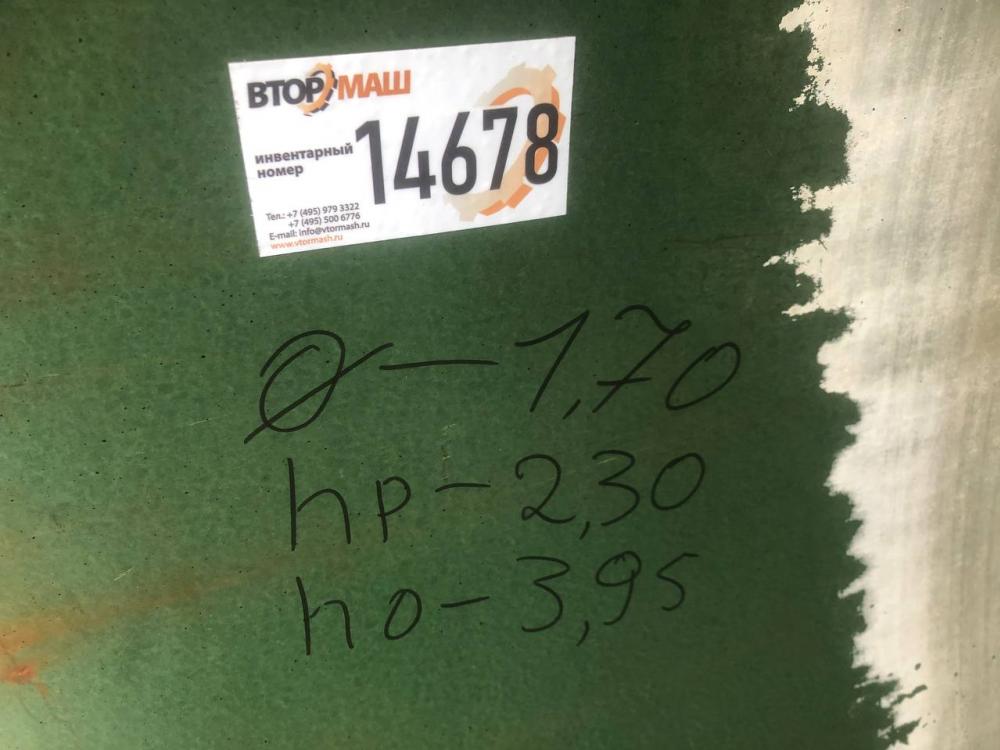 ВТОРМАШ
инвентарный
номер
14678
Тел.: +7 (495) 979 3322
+7 (495) 500 6776
E-mail: info@vtormash.ru
www.vtormash.ru
Ø — 1,70
hр - 2,30
hо - 3,95